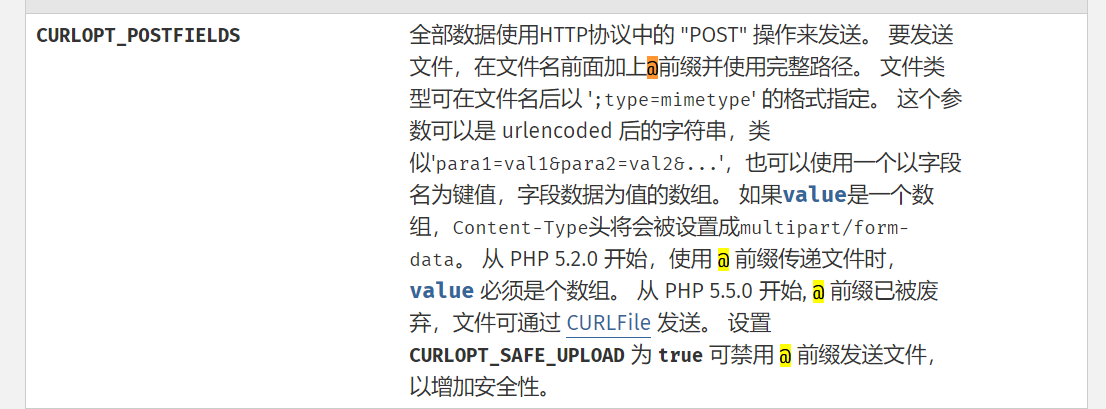 CURLOPT_POSTFIELDS
全部数据使用HTTP协议中的 "POST" 操作来发送。 要发送
文件，在文件名前面加上@前缀并使用完整路径。 文件类
型可在文件名后以 ';type=mimetype' 的格式指定。 这个参
数可以是 urlencoded 后的字符串，类
似'para1=val1&para2=val2&...'，也可以使用一个以字段
名为键值，字段数据为值的数组。 如果value是一个数
组，Content-Type头将会被设置成multipart/form-
data。 从 PHP 5.2.0 开始，使用 @ 前缀传递文件时，
value 必须是个数组。 从 PHP 5.5.0 开始, @ 前缀已被废
弃，文件可通过 CURLFile 发送。 设置
CURLOPT_SAFE_UPLOAD 为 true 可禁用 @ 前缀发送文件，
以增加安全性。